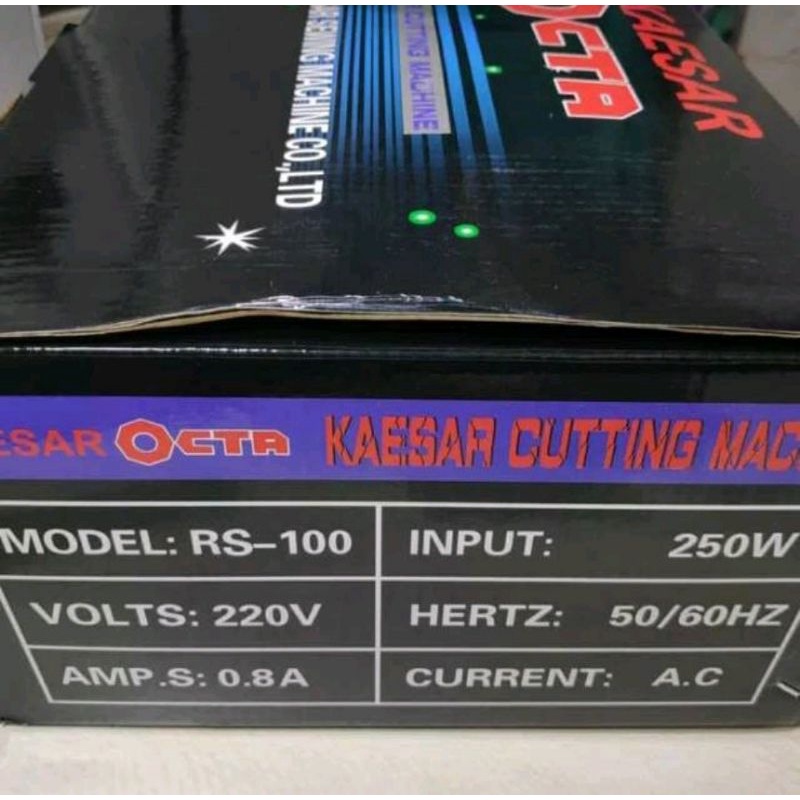 KAESAR
OCTA
CUTTING MACHINE
SEWING MACHINE CO.,LTD
ESAR OCTA KAESAR CUTTING MAC
MODEL: RS-100 INPUT: 250W
VOLTS: 220V HERTZ: 50/60HZ
AMP.S: 0.8A CURRENT: A.C